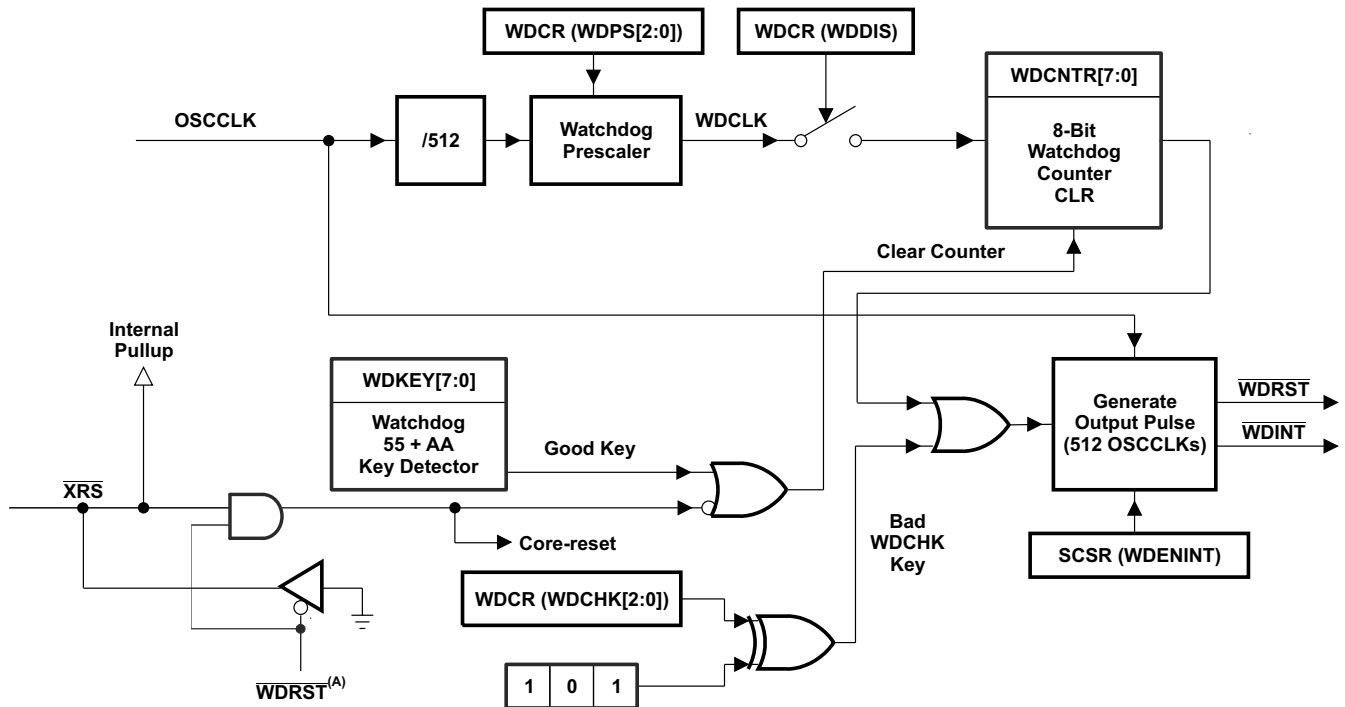 WDCR (WDPS[2:0])
WDCR (WDDIS)
WDCNTR[7:0]
OSCCLK
/512
Watchdog
Prescaler
WDCLK
8-Bit
Watchdog
Counter
CLR
Clear Counter
Internal
Pullup
WDKEY[7:0]
Watchdog
55 + AA
Key Detector
Good Key
Generate
Output Pulse
(512 OSCCLKs)
WDRST
WDINT
XRS
Core-reset
Bad
WDCHK
Key
SCSR (WDENINT)
WDCR (WDCHK[2:0])
WDRST(A)
1 0 1